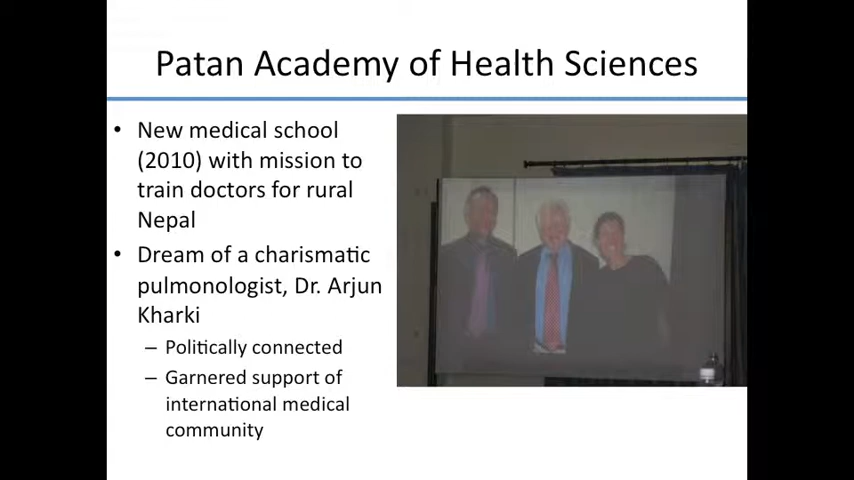 Patan Academy of Health Sciences
• New medical school
(2010) with mission to
train doctors for rural
Nepal
• Dream of a charismatic
pulmonologist, Dr. Arjun
Kharki
– Politically connected
– Garnered support of
international medical
community